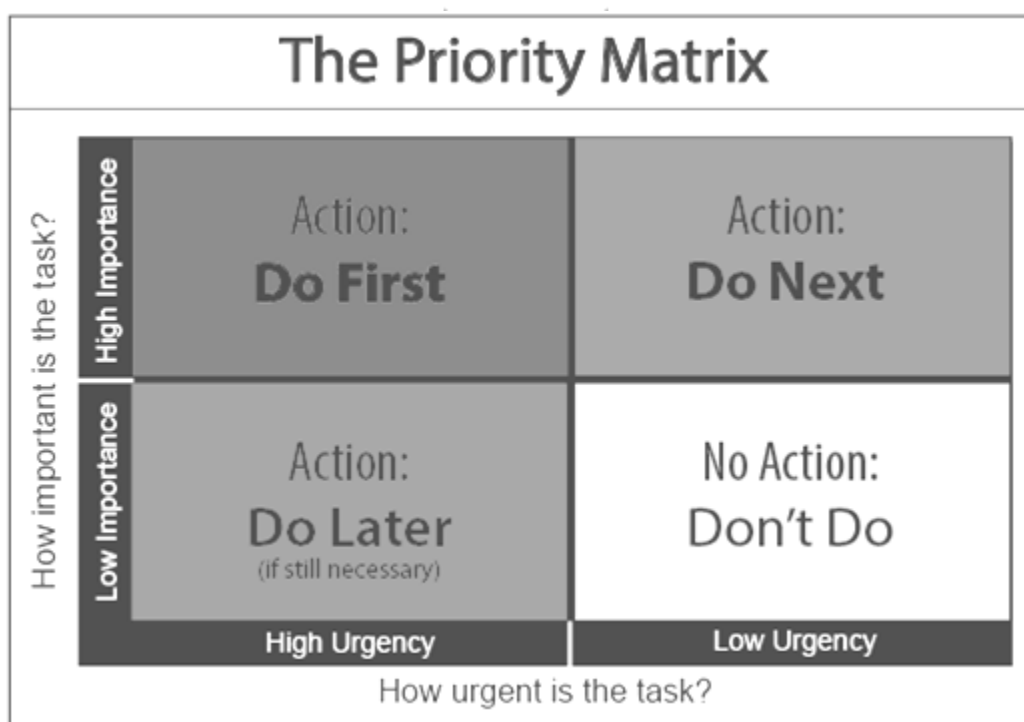 The Priority Matrix
How important is the task?
High Importance
Action:
Do First
Action:
Do Next
Low Importance
Action:
Do Later
(if still necessary)
No Action:
Don’t Do
High Urgency
Low Urgency
How urgent is the task?